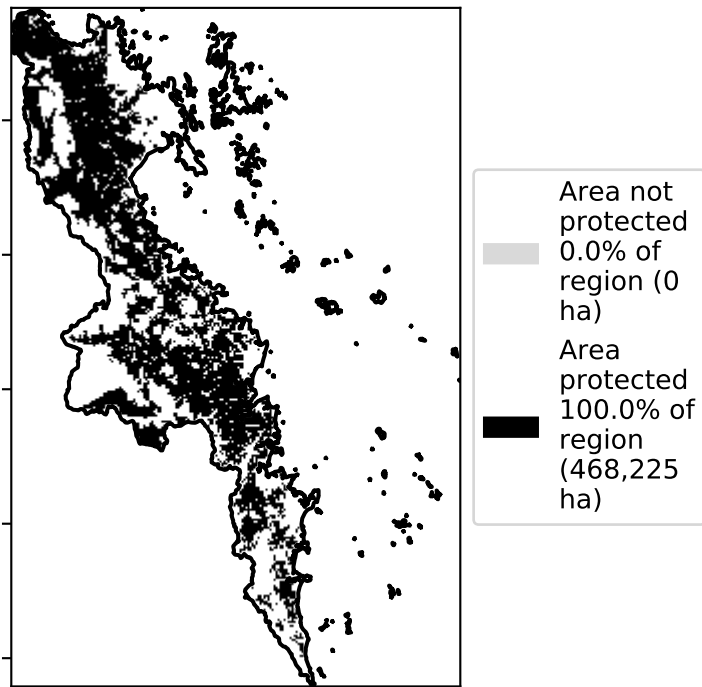 Area not
protected
0.0% of
region (0
ha)
Area
protected
100.0% of
region
(468,225
ha)